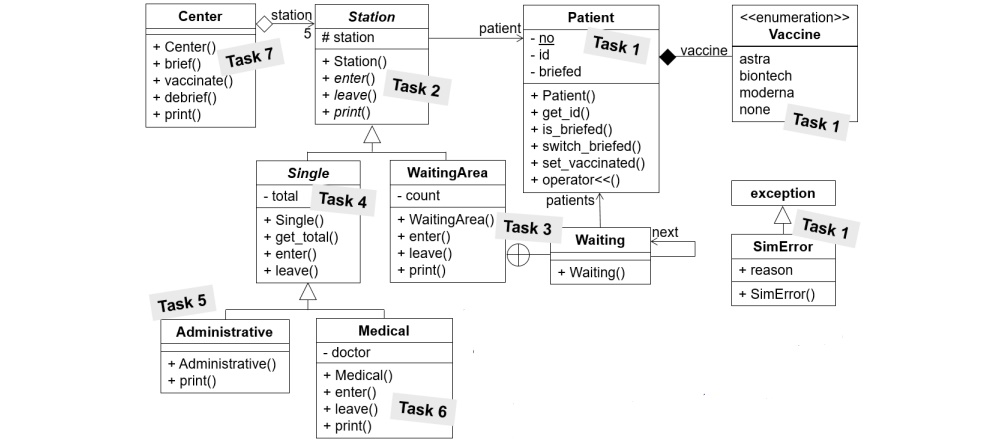 Center
+ Center()
+ brief()
+ vaccinate()
+ debrief()
+ print()
Task 7
station
5
Station
# station
+ Station()
+ enter()
+ leave()
+ print()
Task 2
patient
Patient
- no
- id
- briefed
+ Patient()
+ get_id()
+ is_briefed()
+ switch_briefed()
+ set_vaccinated()
+ operator<<()
Task 1
vaccine
<<enumeration>>
Vaccine
astra
biontech
moderna
none
Task 1
Single
- total
+ Single()
+ get_total()
+ enter()
+ leave()
Task 4
WaitingArea
- count
+ WaitingArea()
+ enter()
+ leave()
+ print()
Task 3
patients
Waiting
+ Waiting()
next
exception
Task 1
SimError
+ reason
+ SimError()
Task 5
Administrative
+ Administrative()
+ print()
Medical
- doctor
+ Medical()
+ enter()
+ leave()
+ print()
Task 6